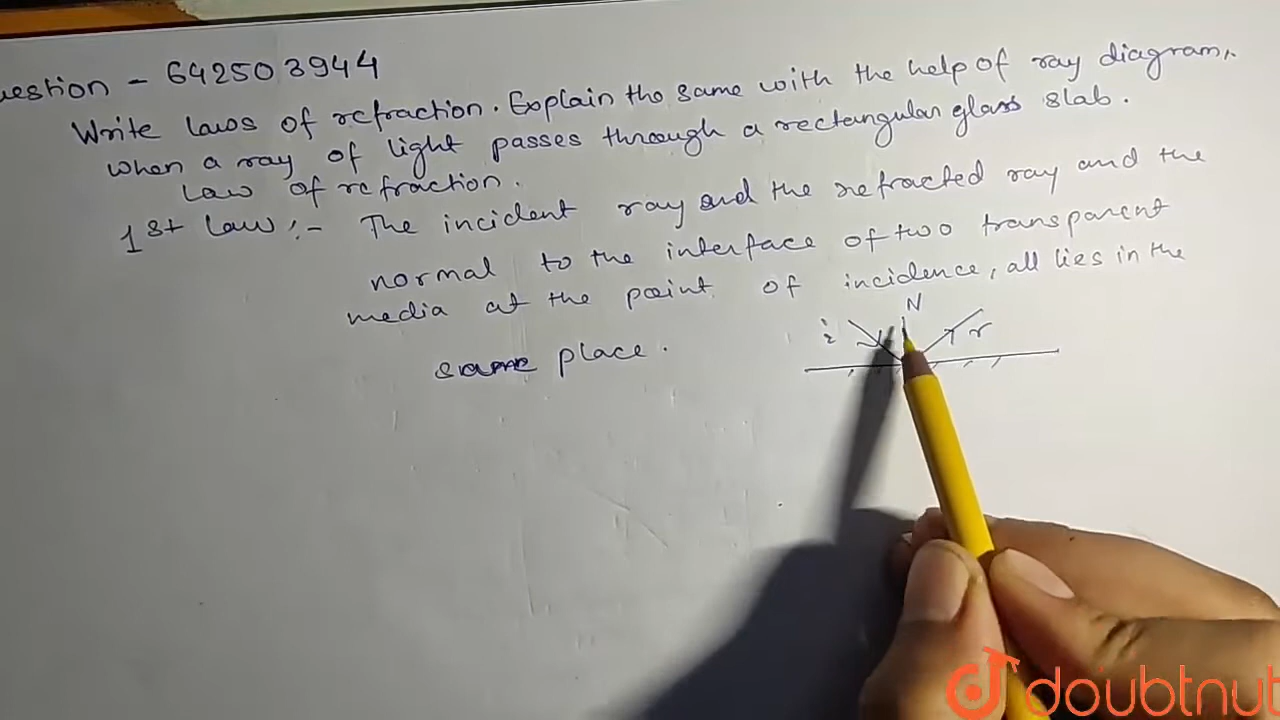 uestion - 642503944
Write laws of refraction. Explain the same with the help of ray diagram,
when a ray of light passes through a rectangular glass slab.
Law of refraction.
1st law :- The incident ray and the refracted ray and the
normal to the interface of two transparent
media at the point of incidence, all lies in the
same place.
N
i
r
doubtnut